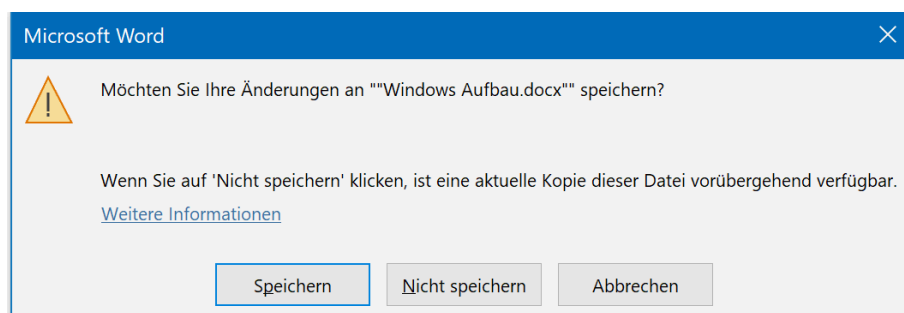 Microsoft Word
Möchten Sie Ihre Änderungen an ""Windows Aufbau.docx"" speichern?
Wenn Sie auf 'Nicht speichern' klicken, ist eine aktuelle Kopie dieser Datei vorübergehend verfügbar.
Weitere Informationen
Speichern Nicht speichern Abbrechen